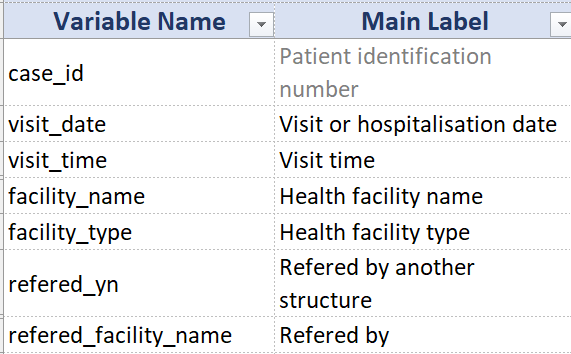 Variable Name Main Label
case_id Patient identification
number
visit_date Visit or hospitalisation date
visit_time Visit time
facility_name Health facility name
facility_type Health facility type
refered_yn Refered by another
structure
refered_facility_name Refered by